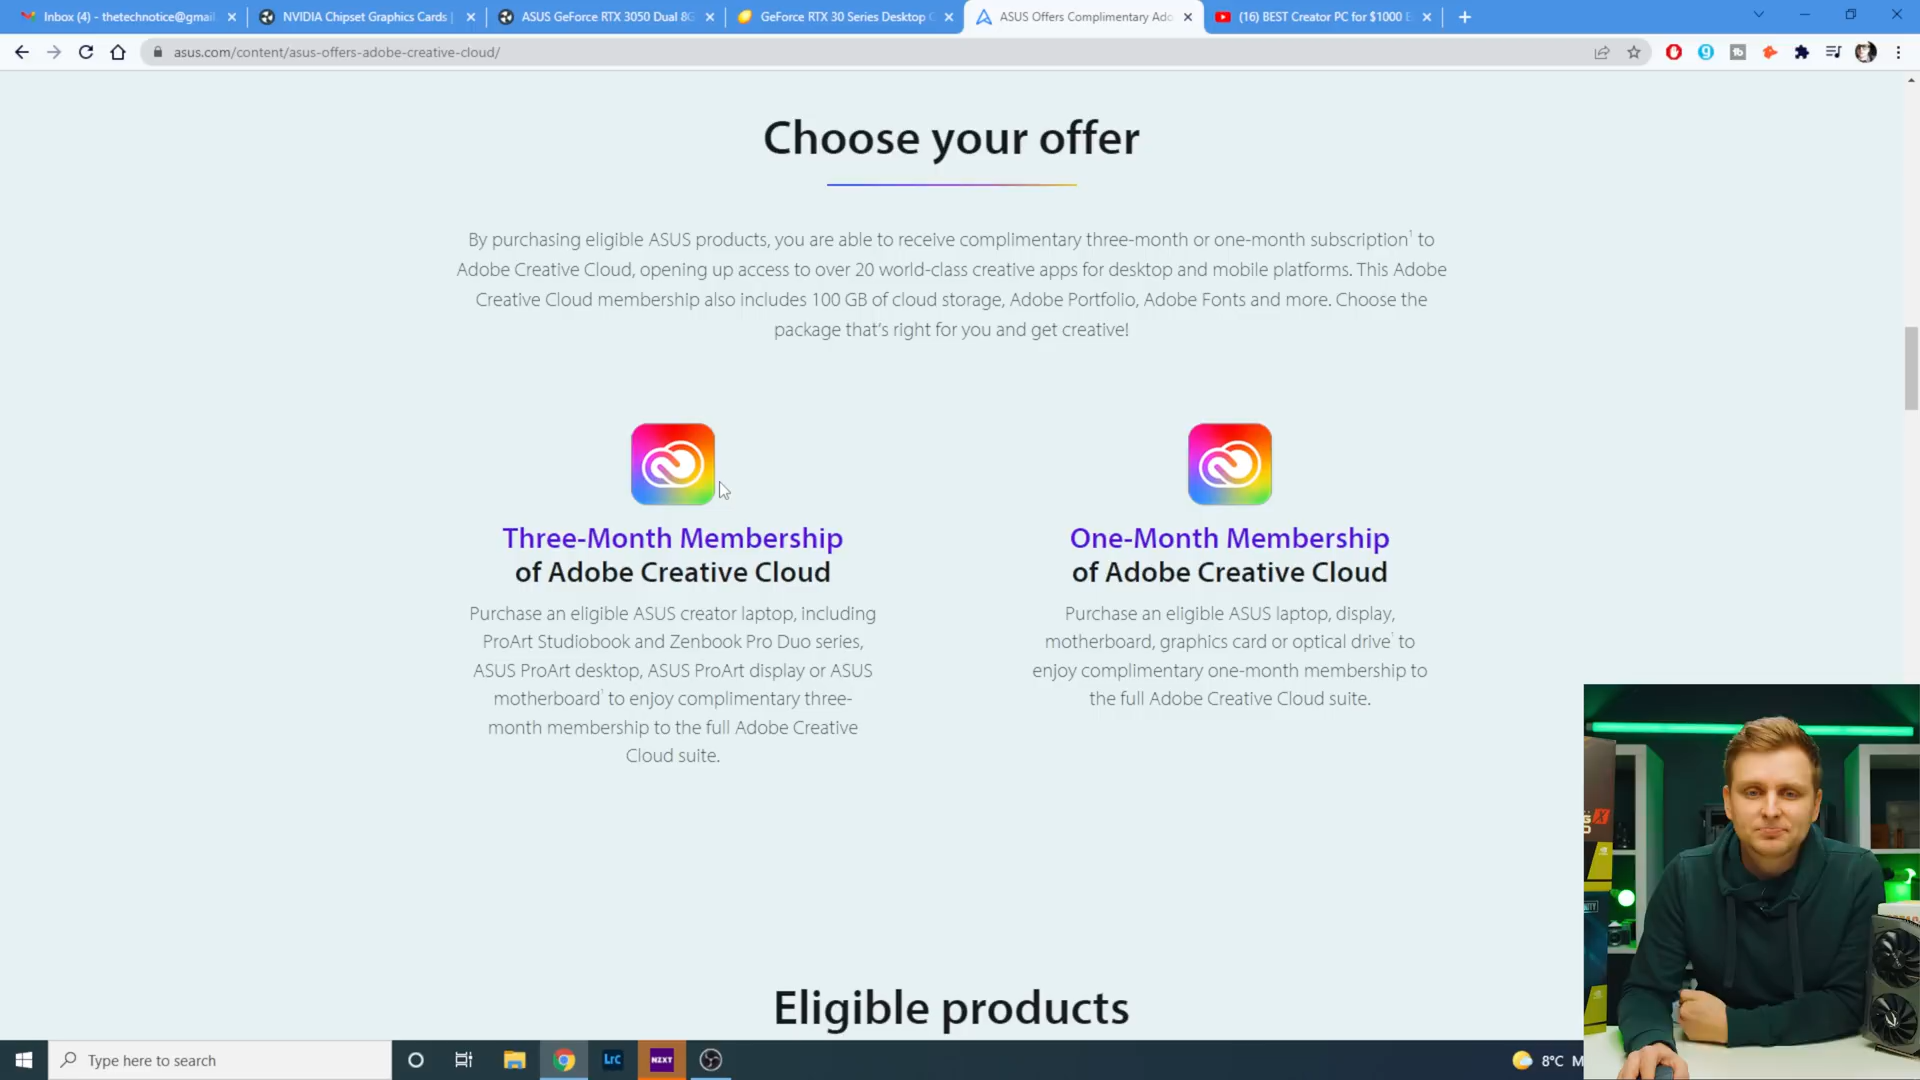 Inbox (4) - thetechnotice@gmail
NVIDIA Chipset Graphics Cards |
ASUS GeForce RTX 3050 Dual 8G
GeForce RTX 30 Series Desktop
ASUS Offers Complimentary Ado
(16) BEST Creator PC for $1000
asus.com/content/asus-offers-adobe-creative-cloud/
Choose your offer
By purchasing eligible ASUS products, you are able to receive complimentary three-month or one-month subscription¹ to
Adobe Creative Cloud, opening up access to over 20 world-class creative apps for desktop and mobile platforms. This Adobe
Creative Cloud membership also includes 100 GB of cloud storage, Adobe Portfolio, Adobe Fonts and more. Choose the
package that's right for you and get creative!
Three-Month Membership
of Adobe Creative Cloud
Purchase an eligible ASUS creator laptop, including
ProArt Studiobook and Zenbook Pro Duo series,
ASUS ProArt desktop, ASUS ProArt display or ASUS
motherboard¹ to enjoy complimentary three-
month membership to the full Adobe Creative
Cloud suite.
One-Month Membership
of Adobe Creative Cloud
Purchase an eligible ASUS laptop, display,
motherboard, graphics card or optical drive¹ to
enjoy complimentary one-month membership to
the full Adobe Creative Cloud suite.
Eligible products
Type here to search
Lrc
NZXT
8°C M